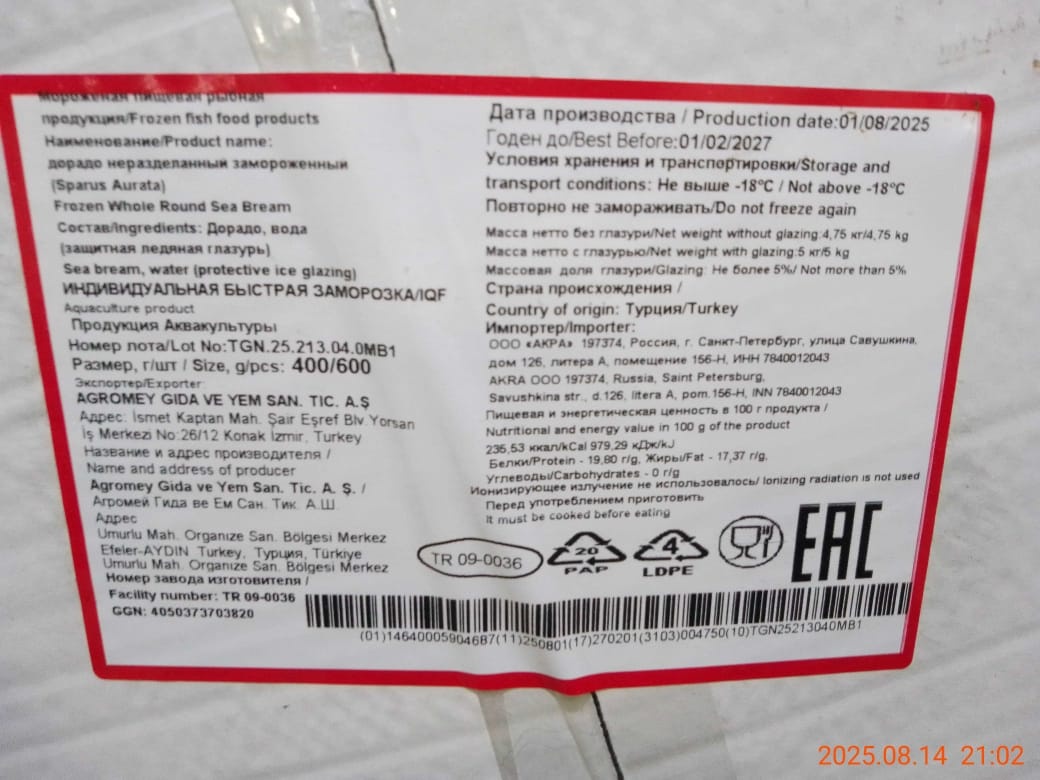 Мороженая пищевая рыбная
продукция/Frozen fish food products
Наименование/Product name:
дорадо неразделанный замороженный
(Sparus Aurata)
Frozen Whole Round Sea Bream
Состав/Ingredients: Дорадо, вода
(защитная ледяная глазурь)
Sea bream, water (protective ice glazing)
ИНДИВИДУАЛЬНАЯ БЫСТРАЯ ЗАМОРОЗКА/IQF
Aquaculture product
Продукция Аквакультуры
Номер лота/Lot No:TGN.25.213.04.0MB1
Размер, г/шт / Size, g/pcs: 400/600
Экспортер/Exporter:
AGROMEY GIDA VE YEM SAN. TIC. A.Ş
Адрес: Ismet Kaptan Mah. Şair Eşref Blv.Yorsan
İş Merkezi No:26/12 Konak İzmir, Turkey
Название и адрес производителя /
Name and address of producer
Agromey Gida ve Yem San. Tic. A. Ş. /
Агромей Гида ве Ем Сан. Тик. А.Ш.
Адрес
Umurlu Mah. Organize San. Bölgesi Merkez
Efeler-AYDIN Turkey, Турция, Türkiye
Umurlu Mah. Organize San. Bölgesi Merkez
Номер завода изготовителя /
Facility number: TR 09-0036
GGN: 4050373703820
Дата производства / Production date:01/08/2025
Годен до/Best Before:01/02/2027
Условия хранения и транспортировки/Storage and
transport conditions: Не выше -18°C / Not above -18°C
Повторно не замораживать/Do not freeze again
Масса нетто без глазури/Net weight without glazing:4,75 кг/4,75 kg
Масса нетто с глазурью/Net weight with glazing:5 кг/5 kg
Массовая доля глазури/Glazing: Не более 5%/ Not more than 5%
Страна происхождения /
Country of origin: Турция/Turkey
Импортер/Importer:
ООО «АКРА» 197374, Россия, г. Санкт-Петербург, улица Савушкина,
дом 126, литера А, помещение 156-Н, ИНН 7840012043
AKRA OOO 197374, Russia, Saint Petersburg,
Savushkina str., d.126, litera A, pom.156-H, INN 7840012043
Пищевая и энергетическая ценность в 100 г продукта /
Nutritional and energy value in 100 g of the product
235,53 ккал/kCal 979,29 кДж/kJ
Белки/Protein - 19,80 г/g, Жиры/Fat - 17,37 г/g,
Углеводы/Carbohydrates - 0 г/g
Ионизирующее излучение не использовалось/ Ionizing radiation is not used
Перед употреблением приготовить
It must be cooked before eating
TR 09-0036
20
PAP
4
LDPE
EAC
(01)14640005904687(11)250801(17)270201(3103)004750(10)TGN25213040MB1
2025.08.14 21:02